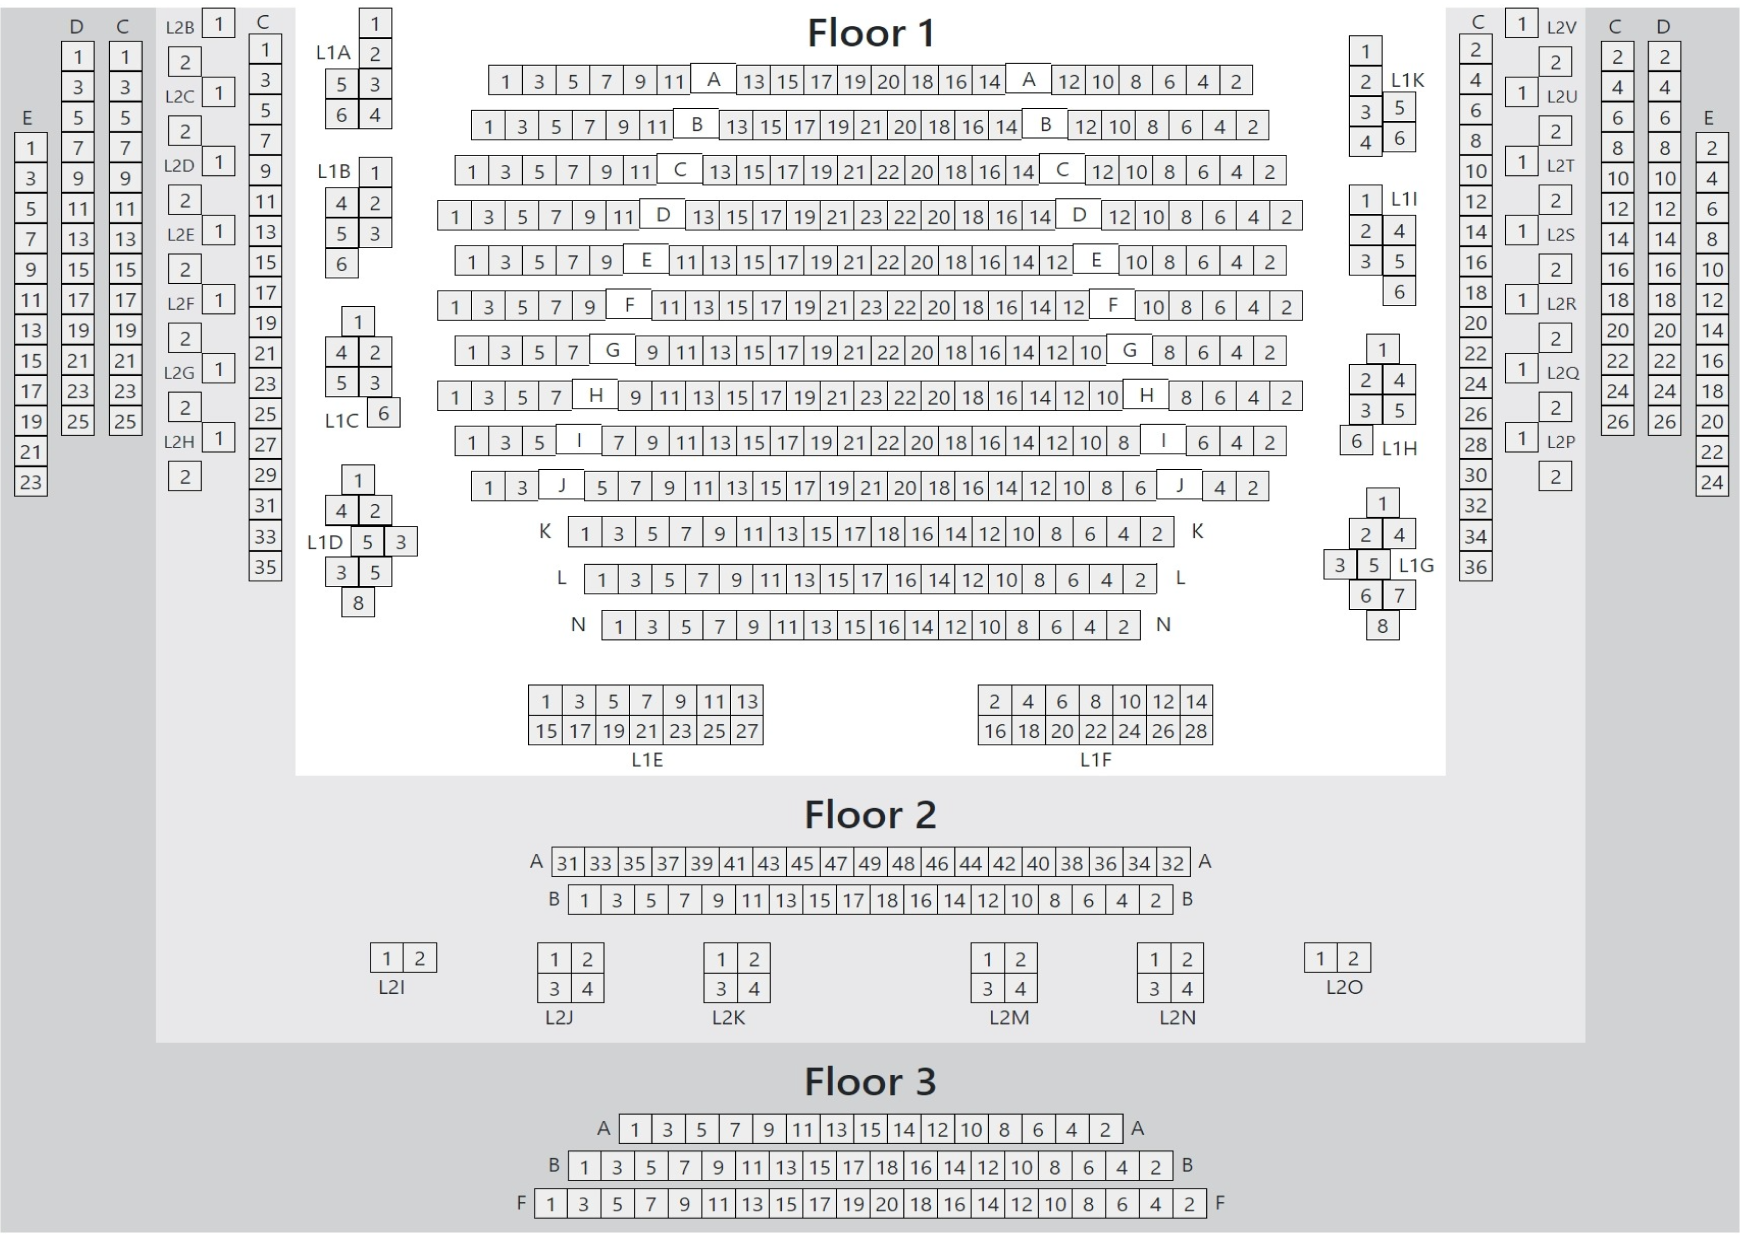 Floor 1
E
1
3
5
7
9
11
13
15
17
19
21
23
D
1
3
5
7
9
11
13
15
17
19
21
23
25
C
1
3
5
7
9
11
13
15
17
19
21
23
25
L2B 1
2
L2C 1
2
L2D 1
2
L2E 1
2
L2F 1
2
L2G 1
2
L2H 1
2
C
1
3
5
7
9
11
13
15
17
19
21
23
25
27
29
31
33
35
1
L1A 2
5 3
6 4
L1B 1
4 2
5 3
6
1
4 2
5 3
L1C 6
1
4 2
L1D 5 3
3 5
8
1 3 5 7 9 11 A 13 15 17 19 20 18 16 14 A 12 10 8 6 4 2
1 3 5 7 9 11 B 13 15 17 19 21 20 18 16 14 B 12 10 8 6 4 2
1 3 5 7 9 11 C 13 15 17 19 21 22 20 18 16 14 C 12 10 8 6 4 2
1 3 5 7 9 11 D 13 15 17 19 21 23 22 20 18 16 14 D 12 10 8 6 4 2
1 3 5 7 9 E 11 13 15 17 19 21 22 20 18 16 14 12 E 10 8 6 4 2
1 3 5 7 9 F 11 13 15 17 19 21 23 22 20 18 16 14 12 F 10 8 6 4 2
1 3 5 7 G 9 11 13 15 17 19 21 22 20 18 16 14 12 10 G 8 6 4 2
1 3 5 7 H 9 11 13 15 17 19 21 23 22 20 18 16 14 12 10 H 8 6 4 2
1 3 5 I 7 9 11 13 15 17 19 21 22 20 18 16 14 12 10 8 I 6 4 2
1 3 J 5 7 9 11 13 15 17 19 21 20 18 16 14 12 10 8 6 J 4 2
K 1 3 5 7 9 11 13 15 17 18 16 14 12 10 8 6 4 2 K
L 1 3 5 7 9 11 13 15 17 16 14 12 10 8 6 4 2 L
N 1 3 5 7 9 11 13 15 16 14 12 10 8 6 4 2 N
1 3 5 7 9 11 13
15 17 19 21 23 25 27
L1E
2 4 6 8 10 12 14
16 18 20 22 24 26 28
L1F
1
2 L1K
3 5
4 6
1 L1I
2 4
3 5
6
1
2 4
3 5
6 L1H
1
2 4
3 5 L1G
6 7
8
C
2
4
6
8
10
12
14
16
18
20
22
24
26
28
30
32
34
36
1 L2V
2
1 L2U
2
1 L2T
2
1 L2S
2
1 L2R
2
1 L2Q
2
1 L2P
2
C
2
4
6
8
10
12
14
16
18
20
22
24
26
D
2
4
6
8
10
12
14
16
18
20
22
24
26
E
2
4
6
8
10
12
14
16
18
20
22
24
Floor 2
A 31 33 35 37 39 41 43 45 47 49 48 46 44 42 40 38 36 34 32 A
B 1 3 5 7 9 11 13 15 17 18 16 14 12 10 8 6 4 2 B
1 2
L2I
1 2
3 4
L2J
1 2
3 4
L2K
1 2
3 4
L2M
1 2
3 4
L2N
1 2
L2O
Floor 3
A 1 3 5 7 9 11 13 15 14 12 10 8 6 4 2 A
B 1 3 5 7 9 11 13 15 17 18 16 14 12 10 8 6 4 2 B
F 1 3 5 7 9 11 13 15 17 19 20 18 16 14 12 10 8 6 4 2 F